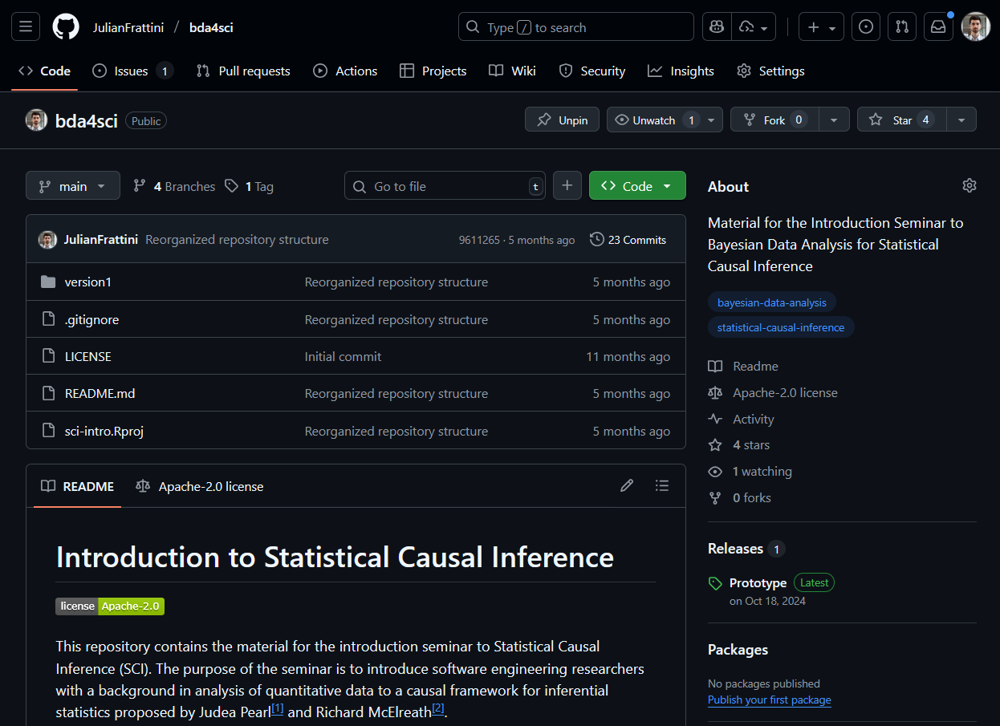 JulianFrattini / bda4sci
Type / to search
Code
Issues 1
Pull requests
Actions
Projects
Wiki
Security
Insights
Settings
bda4sci Public
Unpin
Unwatch 1
Fork 0
Star 4
main
4 Branches
1 Tag
Go to file t
Code
JulianFrattini Reorganized repository structure 9611265 · 5 months ago 23 Commits
version1 Reorganized repository structure 5 months ago
.gitignore Reorganized repository structure 5 months ago
LICENSE Initial commit 11 months ago
README.md Reorganized repository structure 5 months ago
sci-intro.Rproj Reorganized repository structure 5 months ago
README
Apache-2.0 license
Introduction to Statistical Causal Inference
license Apache-2.0
This repository contains the material for the introduction seminar to Statistical Causal
Inference (SCI). The purpose of the seminar is to introduce software engineering researchers
with a background in analysis of quantitative data to a causal framework for inferential
statistics proposed by Judea Pearl[1] and Richard McElreath[2].
About
Material for the Introduction Seminar to
Bayesian Data Analysis for Statistical
Causal Inference
bayesian-data-analysis
statistical-causal-inference
Readme
Apache-2.0 license
Activity
4 stars
1 watching
0 forks
Releases 1
Prototype Latest
on Oct 18, 2024
Packages
No packages published
Publish your first package